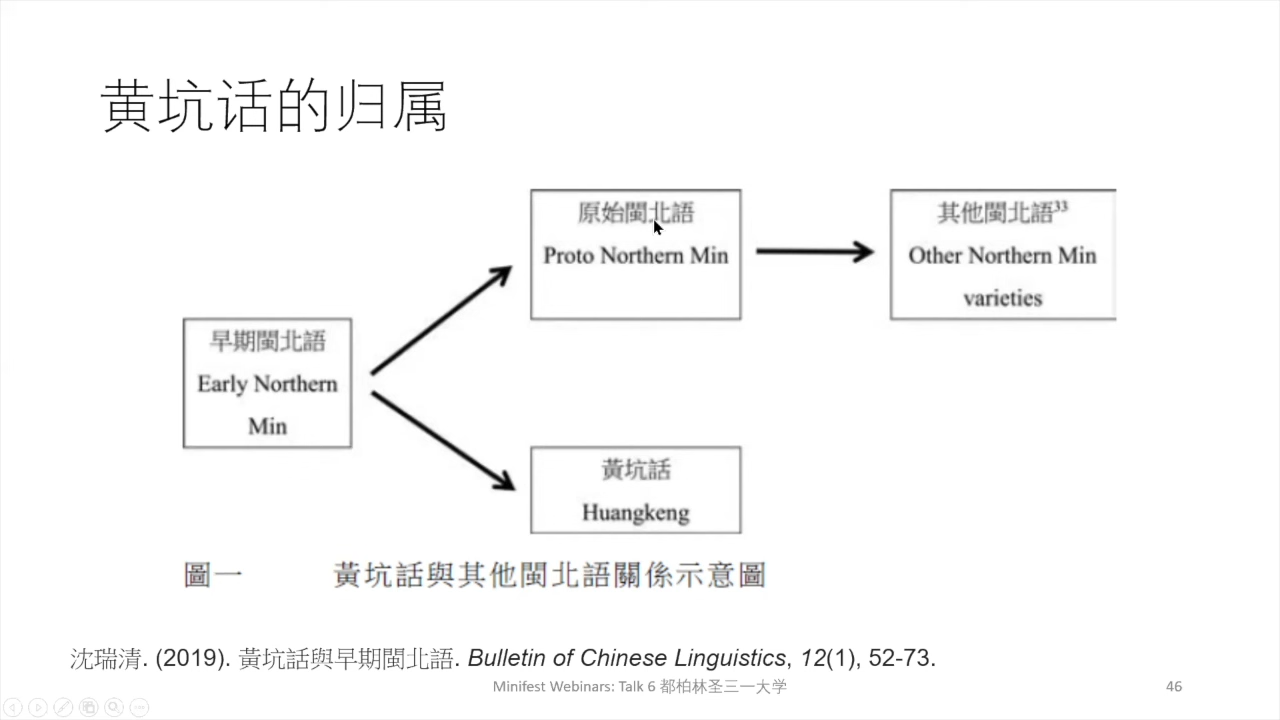 黄坑话的归属
原始閩北語
Proto Northern Min
其他閩北語33
Other Northern Min
varieties
早期閩北語
Early Northern
Min
黃坑話
Huangkeng
圖一 黃坑話與其他閩北語關係示意圖
沈瑞清. (2019). 黃坑話與早期閩北語. Bulletin of Chinese Linguistics, 12(1), 52-73.
Minifest Webinars: Talk 6 都柏林圣三一大学
46